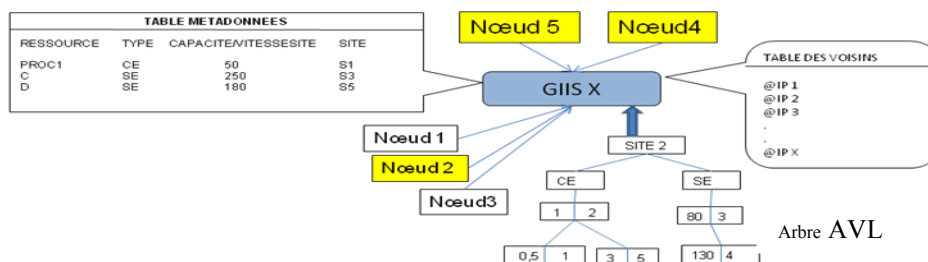 TABLE METADONNEES
RESSOURCE TYPE CAPACITE/VITESSESITE SITE
PROC1 CE 50 S1
C SE 250 S3
D SE 180 S5
Nœud 5
Nœud4
GIIS X
TABLE DES VOISINS
@IP 1
@IP 2
@IP 3
.
.
@IP X
Nœud 1
Nœud 2
Nœud3
SITE 2
CE SE
1 2 80 3
0,5 1 3 5 130 4
Arbre AVL